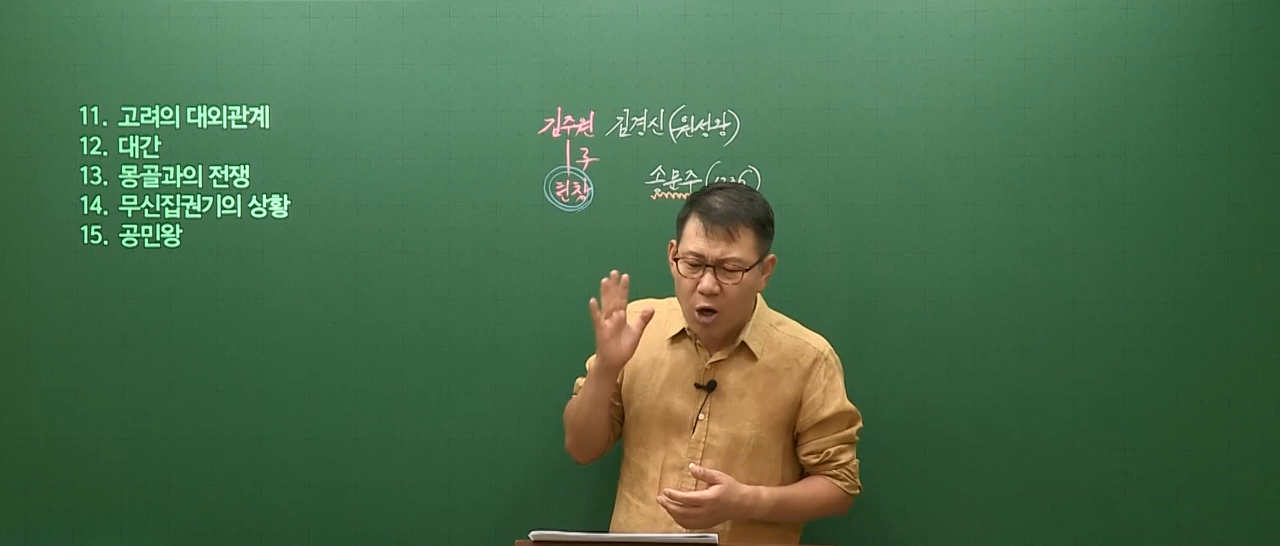 11. 고려의 대외관계
12. 대간
13. 몽골과의 전쟁
14. 무신집권기의 상황
15. 공민왕
김주원 김경신(원성왕)
子
헌창
송문주(1236)